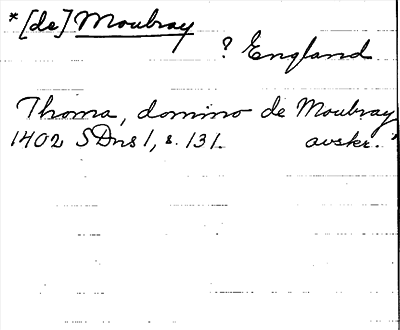 *[de] Moubray
? England
Thoma, domino de Moubray
1402 SDns 1, s. 131. avskr.